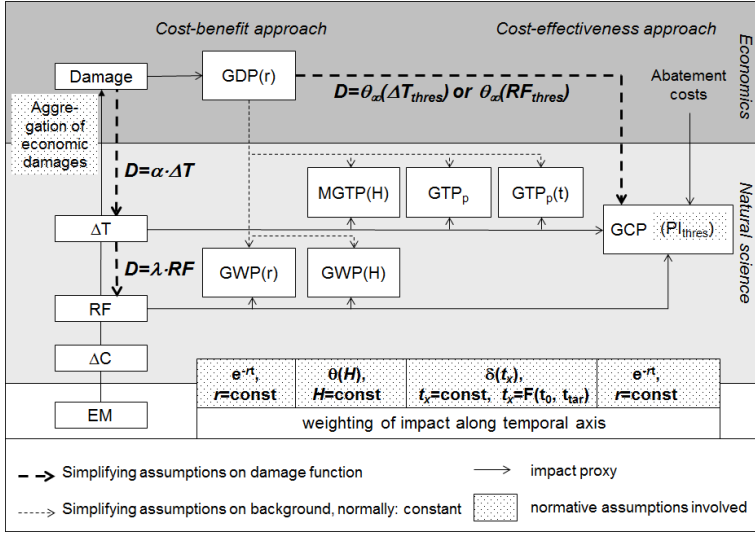 Cost-benefit approach
Cost-effectiveness approach
Economics
Damage
GDP(r)
D=θ∞(ΔTthres) or θ∞(RFthres)
Abatement
costs
Aggre-
gation of
economic
damages
D=α·ΔT
MGTP(H)
GTPp
GTPp(t)
Natural science
ΔT
GCP
(PIthres)
D=λ·RF
GWP(r)
GWP(H)
RF
ΔC
EM
e-rt,
r=const
θ(H),
H=const
δ(tx),
tx=const, tx=F(t0, ttar)
e-rt,
r=const
weighting of impact along temporal axis
Simplifying assumptions on damage function
impact proxy
Simplifying assumptions on background, normally: constant
normative assumptions
involved